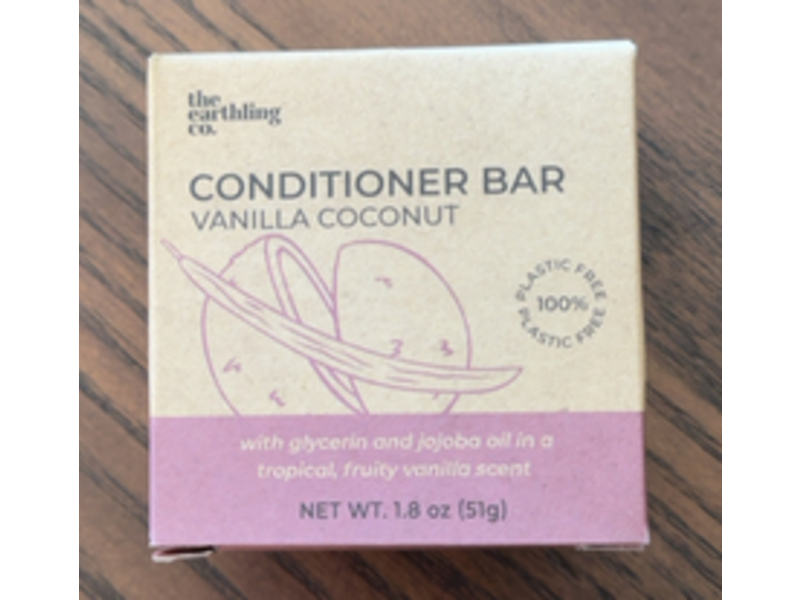 the
earthling
co.
CONDITIONER BAR
VANILLA COCONUT
PLASTIC FREE
100%
PLASTIC FREE
with glycerin and jojoba oil in a
tropical, fruity vanilla scent
NET WT. 1.8 oz (51g)